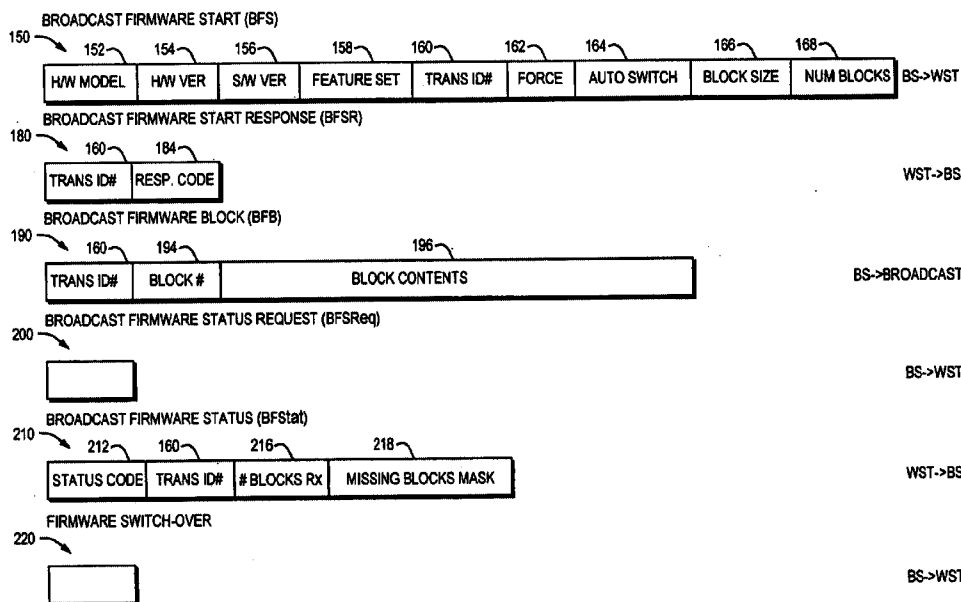 BROADCAST FIRMWARE START (BFS)
150 152 154 156 158 160 162 164 166 168
H/W MODEL H/W VER S/W VER FEATURE SET TRANS ID# FORCE AUTO SWITCH BLOCK SIZE NUM BLOCKS BS->WST
BROADCAST FIRMWARE START RESPONSE (BFSR)
180 160 184
TRANS ID# RESP. CODE WST->BS
BROADCAST FIRMWARE BLOCK (BFB)
190 160 194 196
TRANS ID# BLOCK # BLOCK CONTENTS BS->BROADCAST
BROADCAST FIRMWARE STATUS REQUEST (BFSReq)
200
BS->WST
BROADCAST FIRMWARE STATUS (BFStat)
210 212 160 216 218
STATUS CODE TRANS ID# # BLOCKS Rx MISSING BLOCKS MASK WST->BS
FIRMWARE SWITCH-OVER
220
BS->WST